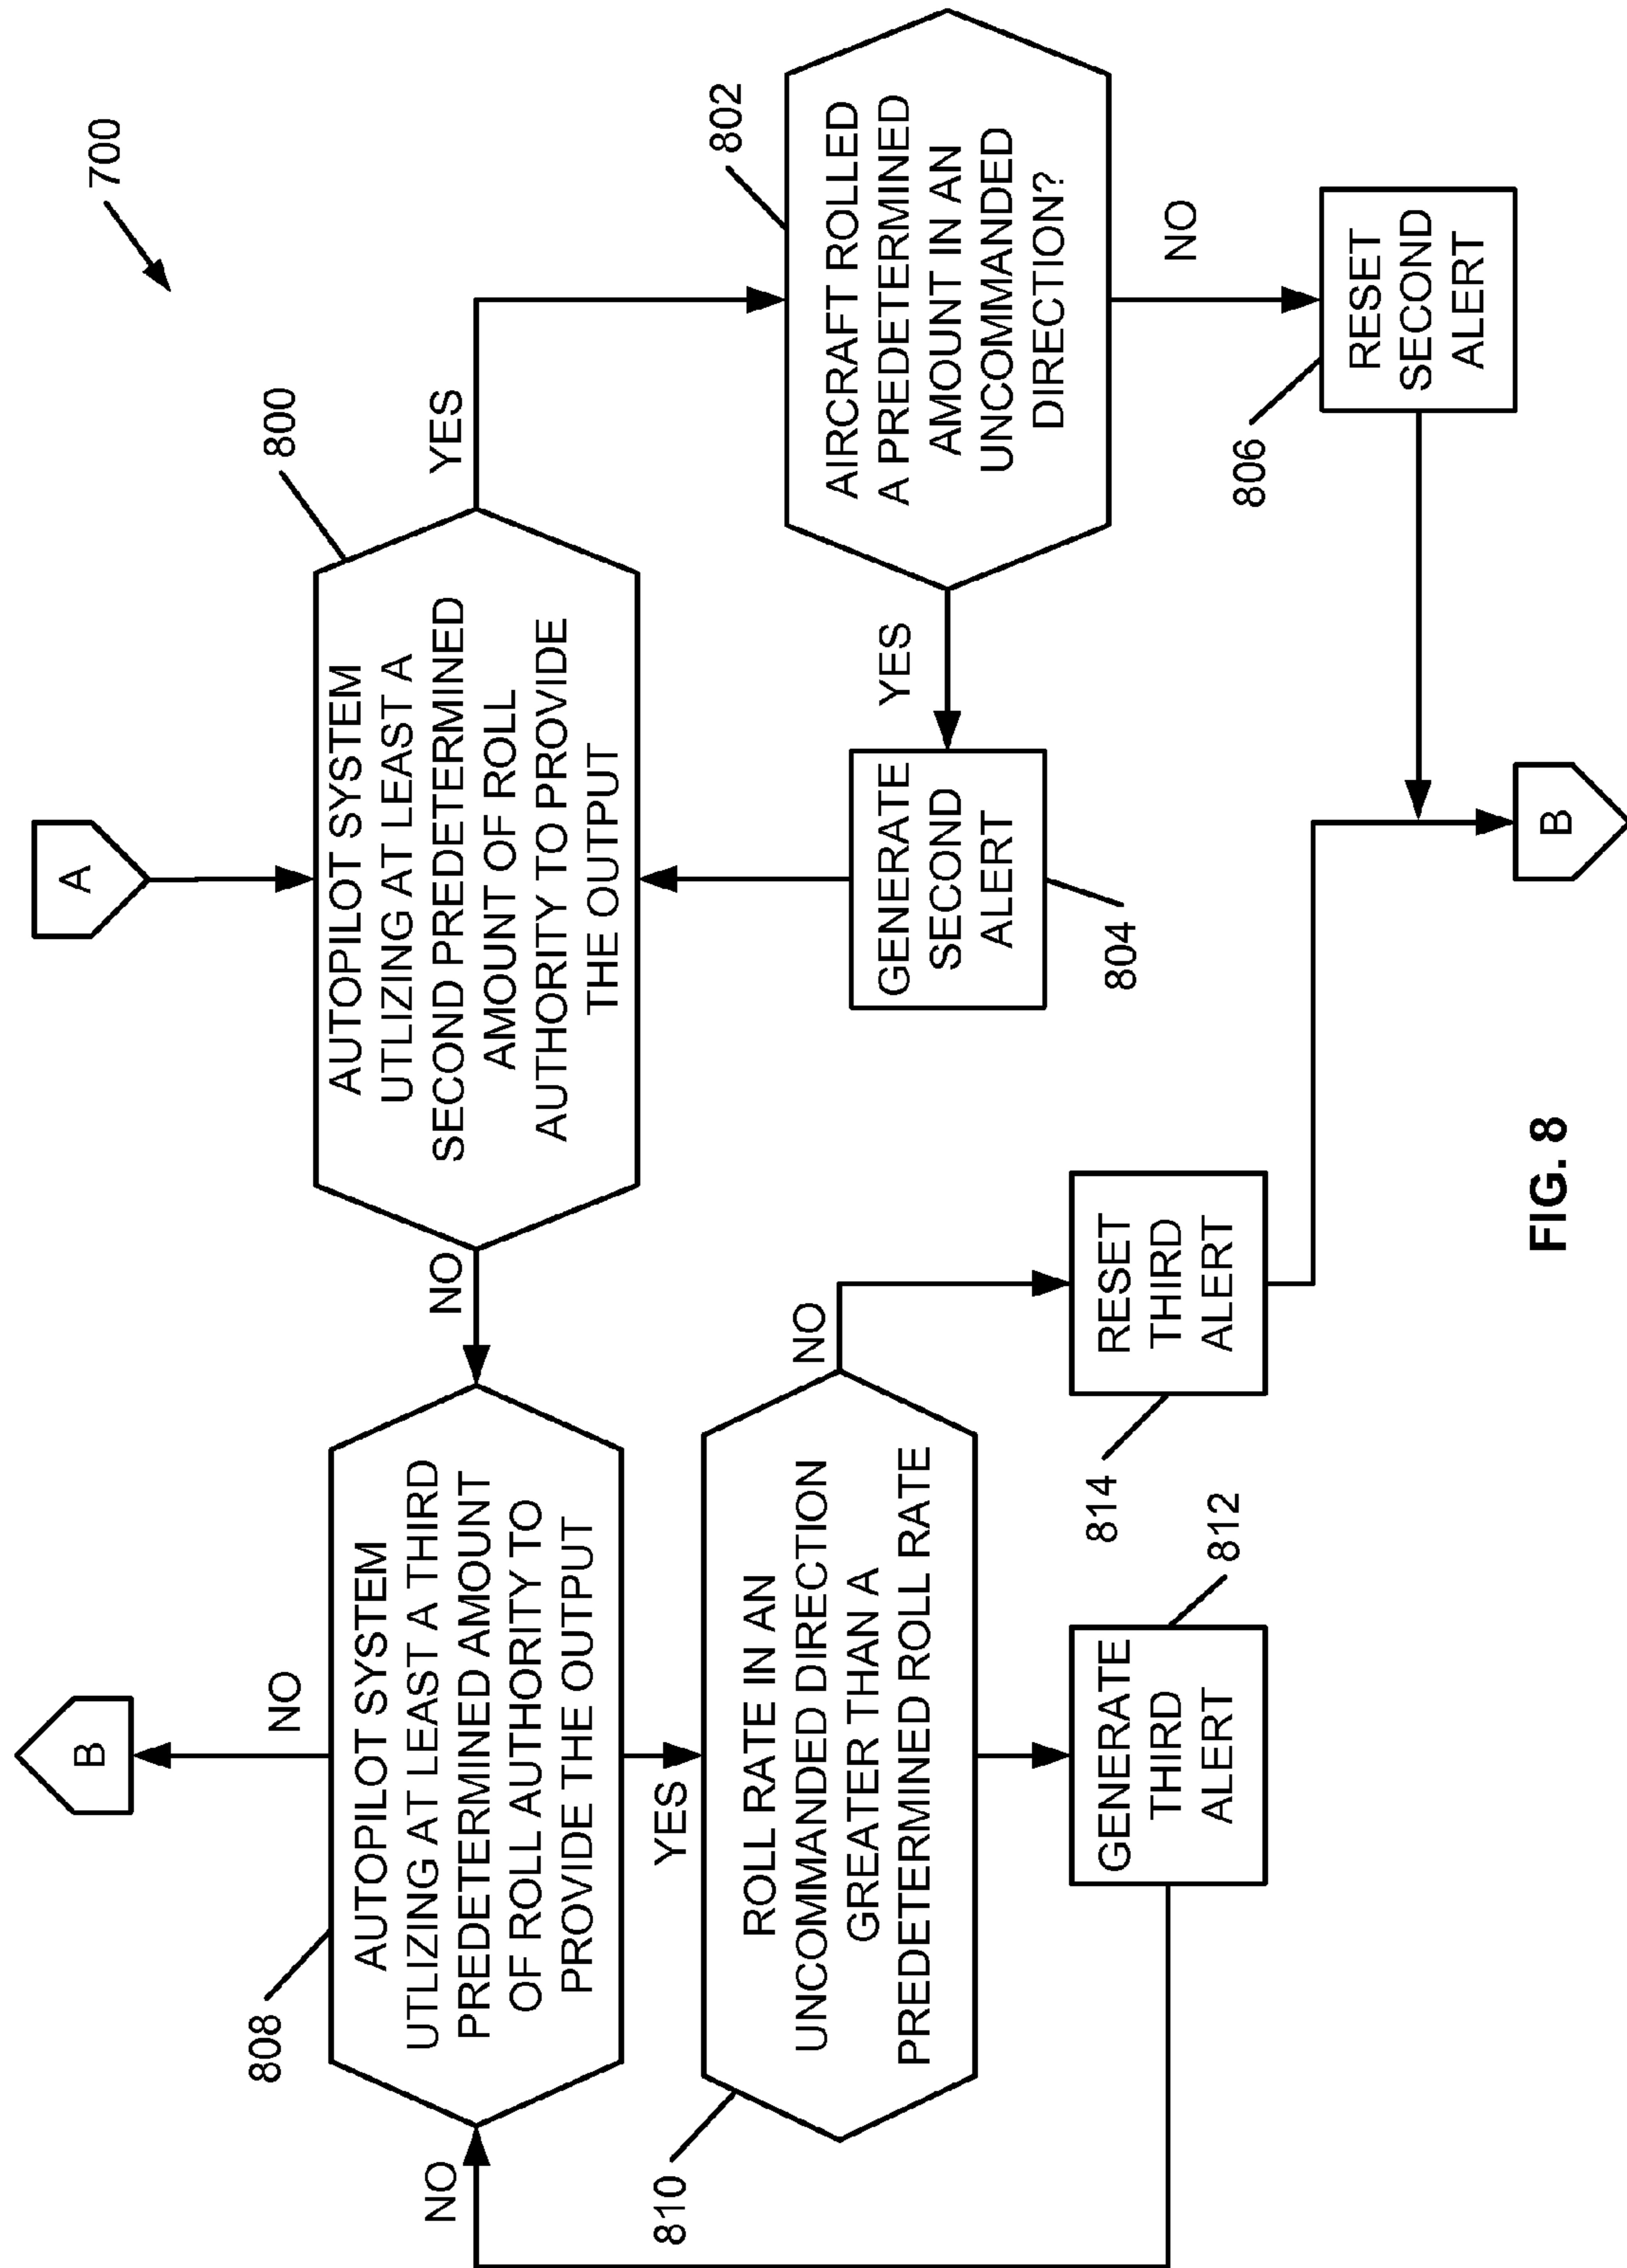 700
A
800
AUTOPILOT SYSTEM
UTLIZING AT LEAST A
SECOND PREDETERMINED
AMOUNT OF ROLL
AUTHORITY TO PROVIDE
THE OUTPUT
YES
NO
802
AIRCRAFT ROLLED
A PREDETERMINED
AMOUNT IN AN
UNCOMMANDED
DIRECTION?
YES
NO
GENERATE
SECOND
ALERT
804
806
RESET
SECOND
ALERT
B
B
NO
808
AUTOPILOT SYSTEM
UTLIZING AT LEAST A THIRD
PREDETERMINED AMOUNT
OF ROLL AUTHORITY TO
PROVIDE THE OUTPUT
NO
YES
810
ROLL RATE IN AN
UNCOMMANDED DIRECTION
GREATER THAN A
PREDETERMINED ROLL RATE
NO
GENERATE
THIRD
ALERT
812
814
RESET
THIRD
ALERT
FIG. 8